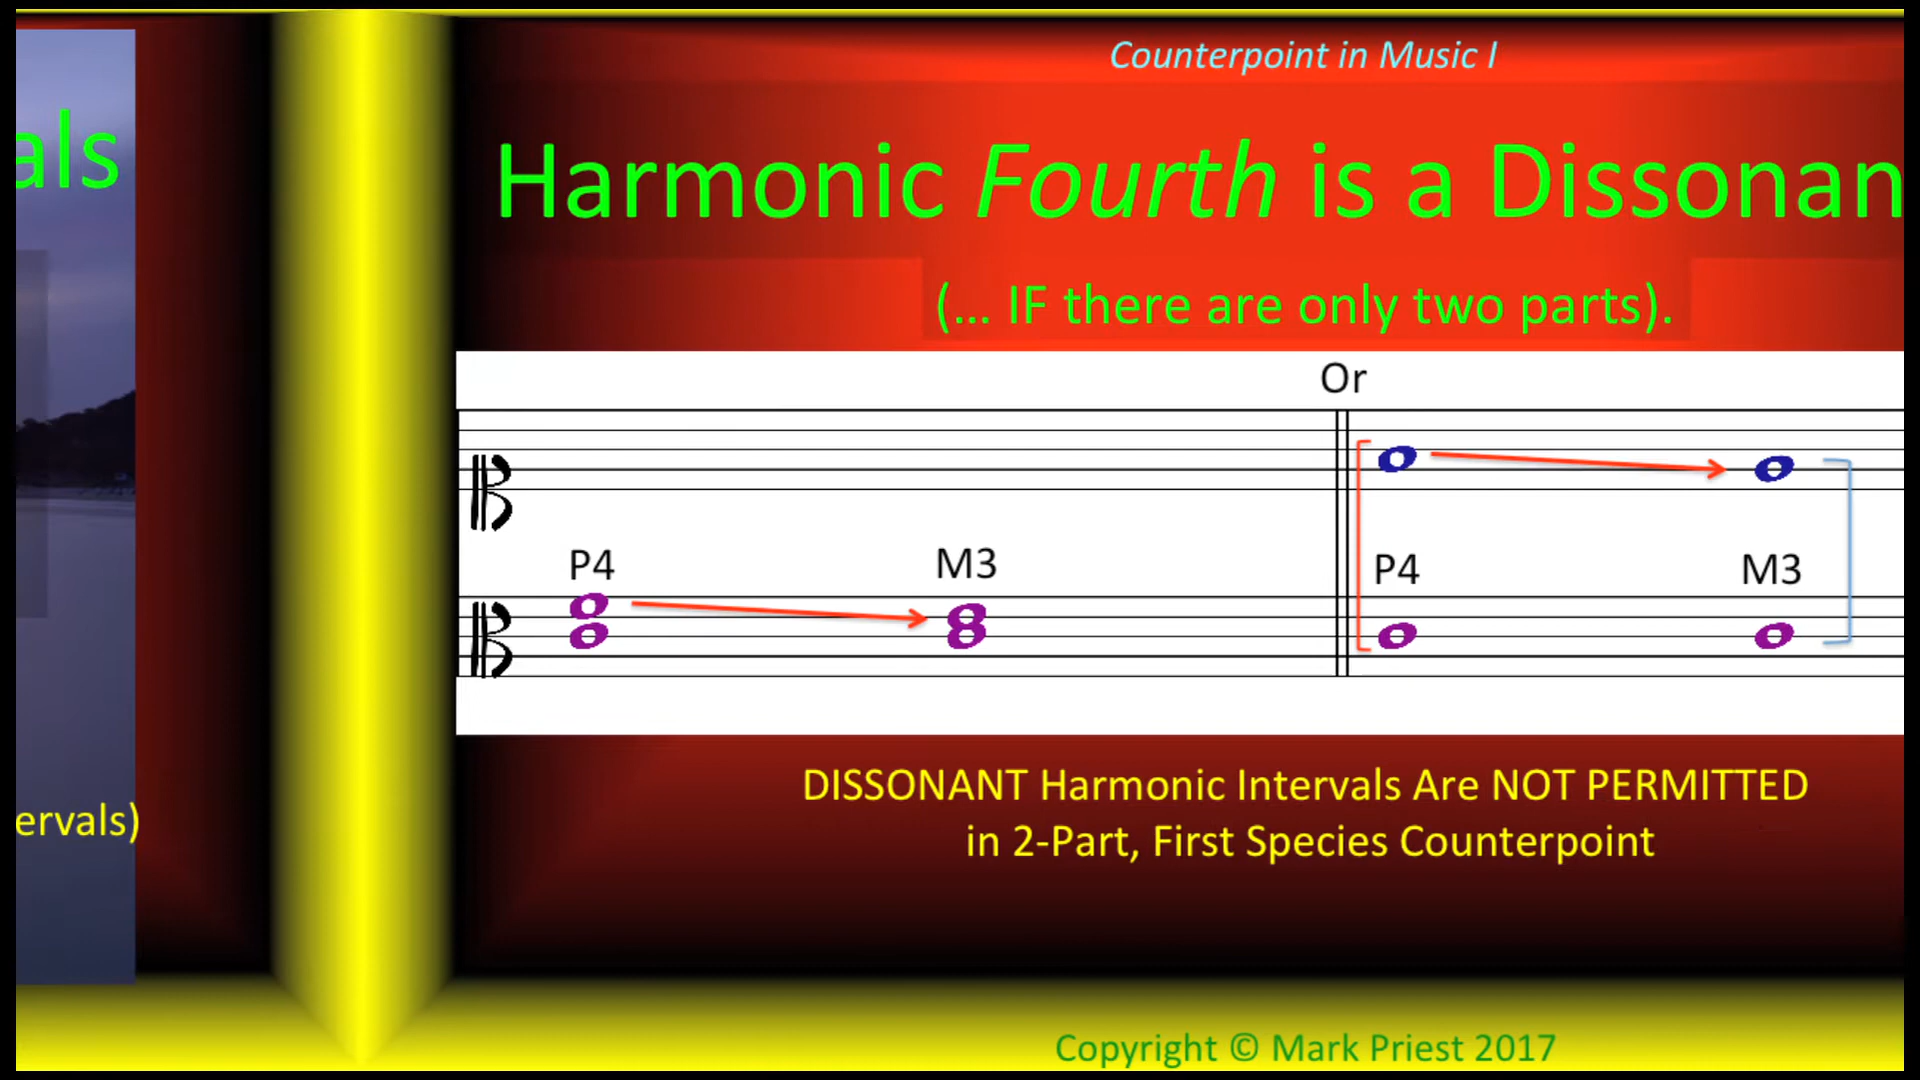 als
ervals)
Counterpoint in Music I
Harmonic Fourth is a Dissonan
(... IF there are only two parts).
Or
P4 M3 P4 M3
DISSONANT Harmonic Intervals Are NOT PERMITTED
in 2-Part, First Species Counterpoint
Copyright © Mark Priest 2017